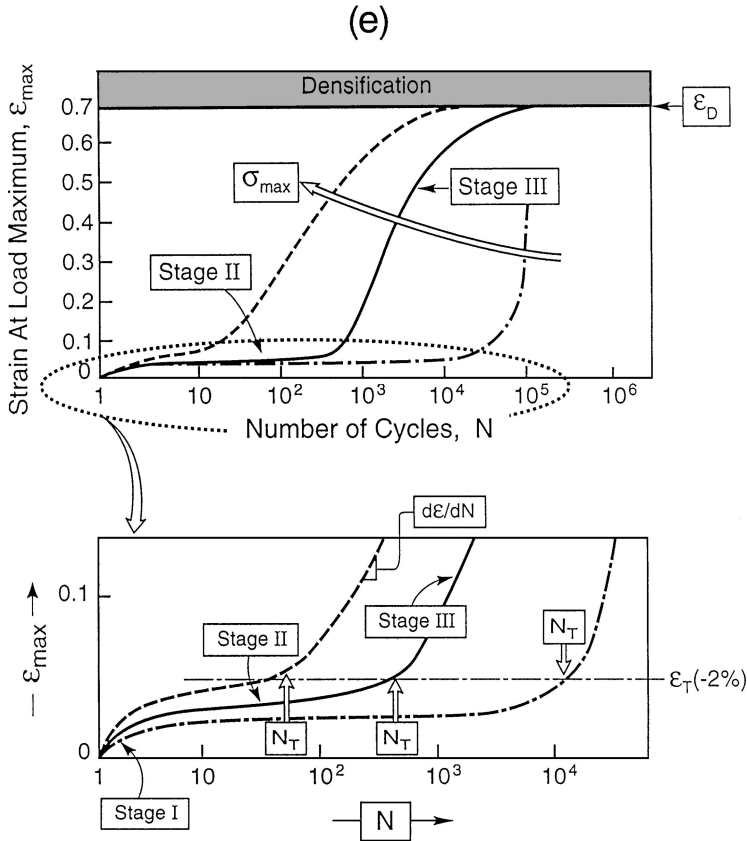 (e)
Densification
0.7
0.6
0.5
0.4
0.3
0.2
0.1
0
Strain At Load Maximum, εmax
εD
σmax
Stage III
Stage II
1 10 10² 10³ 10⁴ 10⁵ 10⁶
Number of Cycles, N
dε/dN
0.1
0
εmax
Stage II
Stage III
NT
NT
NT
εT(-2%)
1 10 10² 10³ 10⁴
Stage I
N